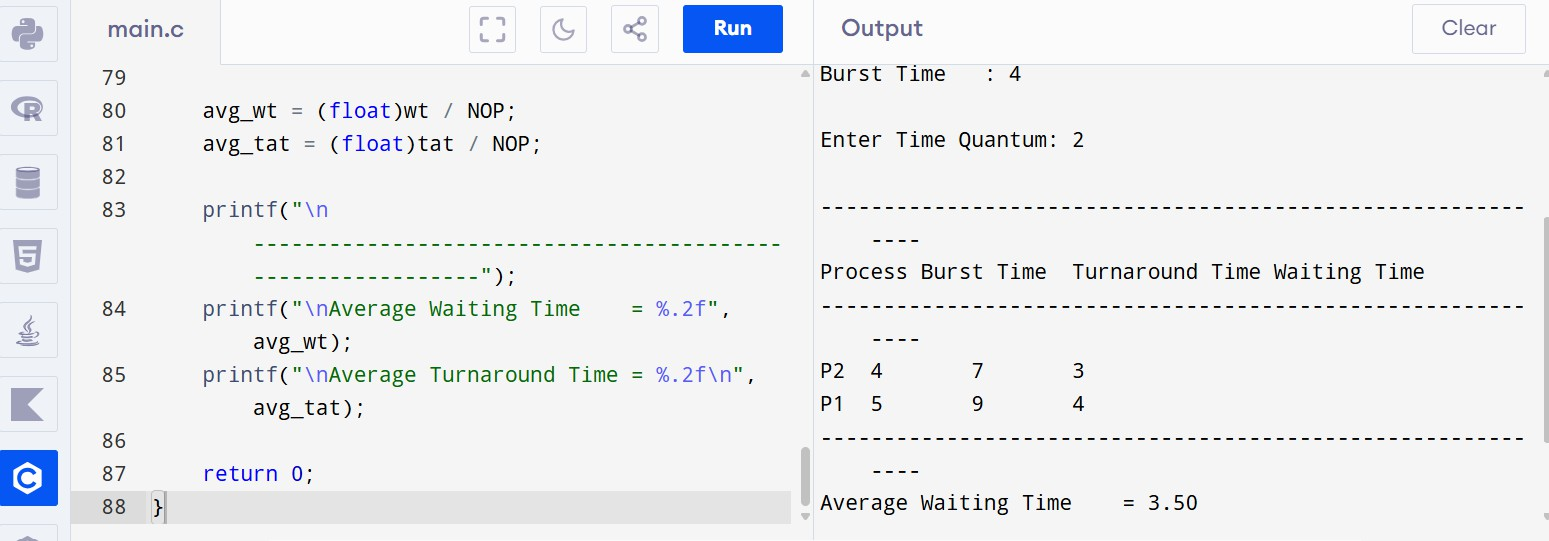 main.c
Run
Output
Clear
79
80 avg_wt = (float)wt / NOP;
81 avg_tat = (float)tat / NOP;
82
83 printf("\n
-------------------------------------------
------------------");
84 printf("\nAverage Waiting Time    = %.2f",
avg_wt);
85 printf("\nAverage Turnaround Time = %.2f\n",
avg_tat);
86
87 return 0;
88 }
Burst Time   : 4
Enter Time Quantum: 2
--------------------------------------------------------
----
Process Burst Time  Turnaround Time Waiting Time
--------------------------------------------------------
----
P2  4       7       3
P1  5       9       4
--------------------------------------------------------
----
Average Waiting Time    = 3.50